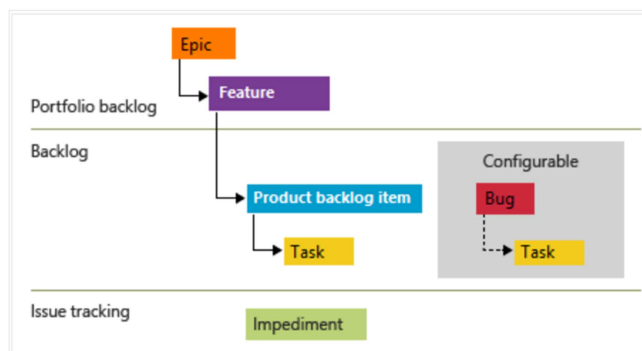 Epic
Feature
Portfolio backlog
Backlog
Configurable
Product backlog item
Bug
Task
Task
Issue tracking
Impediment